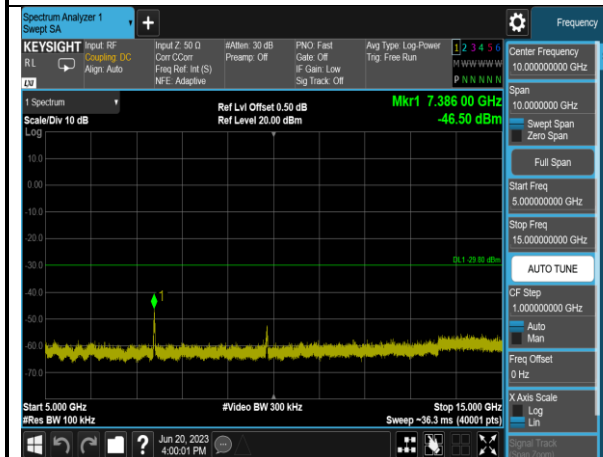 Spectrum Analyzer 1
Swept SA
+
Frequency
KEYSIGHT
RL
LXI
Input: RF
Coupling: DC
Align: Auto
Input Z: 50 Ω
Corr CCorr
Freq Ref: Int (S)
NFE: Adaptive
#Atten: 30 dB
Preamp: Off
PNO: Fast
Gate: Off
IF Gain: Low
Sig Track: Off
Avg Type: Log-Power
Trig: Free Run
1 2 3 4 5 6
M W W W W W
P N N N N N
1 Spectrum
Scale/Div 10 dB
Log
Ref Lvl Offset 0.50 dB
Ref Level 20.00 dBm
Mkr1 7.386 00 GHz
-46.50 dBm
10.0
0.00
-10.0
-20.0
-30.0
-40.0
-50.0
-60.0
-70.0
DL1 -29.80 dBm
1
Start 5.000 GHz
#Res BW 100 kHz
#Video BW 300 kHz
Stop 15.000 GHz
Sweep ~36.3 ms (40001 pts)
?
Jun 20, 2023
4:00:01 PM
Center Frequency
10.000000000 GHz
Span
10.0000000 GHz
Swept Span
Zero Span
Full Span
Start Freq
5.000000000 GHz
Stop Freq
15.000000000 GHz
AUTO TUNE
CF Step
1.000000000 GHz
Auto
Man
Freq Offset
0 Hz
X Axis Scale
Log
Lin
Signal Track
(Span Zoom)